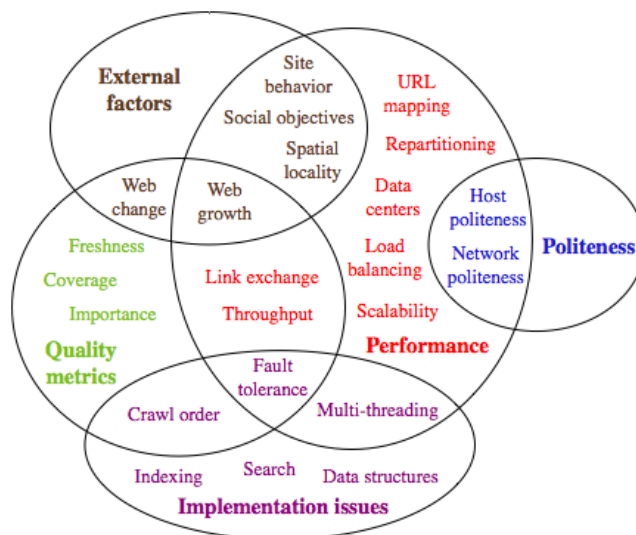 External
factors
Site
behavior
Social objectives
Spatial
locality
URL
mapping
Repartitioning
Web
change
Web
growth
Data
centers
Host
politeness
Network
politeness
Politeness
Freshness
Coverage
Importance
Quality
metrics
Link exchange
Throughput
Load
balancing
Scalability
Performance
Fault
tolerance
Crawl order
Multi-threading
Indexing
Search
Data structures
Implementation issues